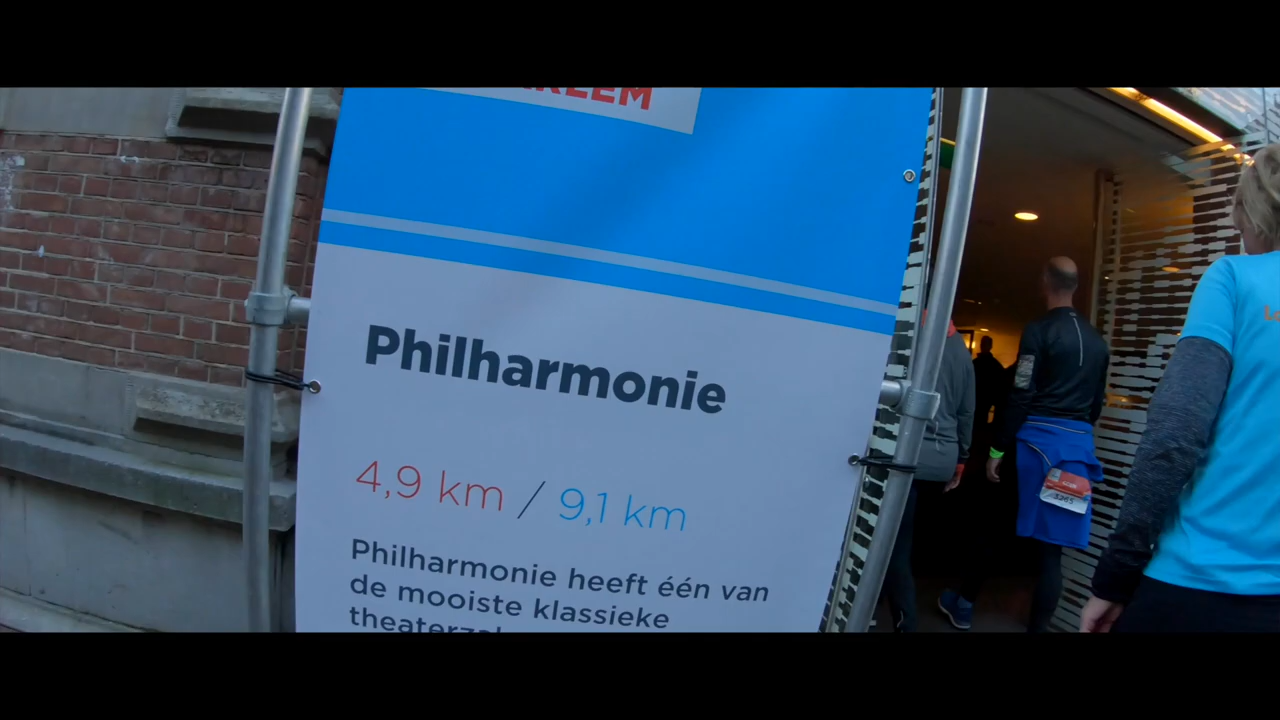 Philharmonie
4,9 km / 9,1 km
Philharmonie heeft één van
de mooiste klassieke